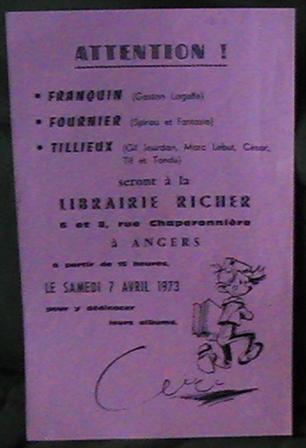 ATTENTION !
• FRANQUIN (Gaston Lagaffe)
• FOURNIER (Spirou et Fantasio)
• TILLIEUX (Gil Jourdan, Marc Lebut, César,
Tif et Tondu)
seront à la
LIBRAIRIE RICHER
6 et 8, rue Chaperonnière
à ANGERS
à partir de 15 heures,
LE SAMEDI 7 AVRIL 1973
pour y dédicacer
leurs albums.